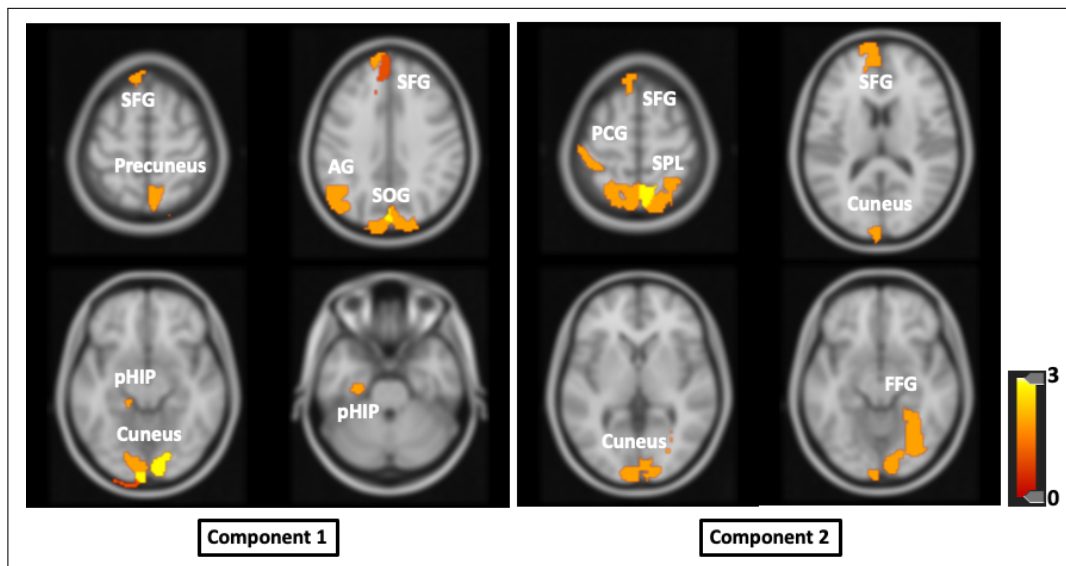 SFG
Precuneus
SFG
AG
SOG
pHIP
Cuneus
pHIP
Component 1
SFG
PCG
SPL
SFG
Cuneus
Cuneus
FFG
Component 2
3
0